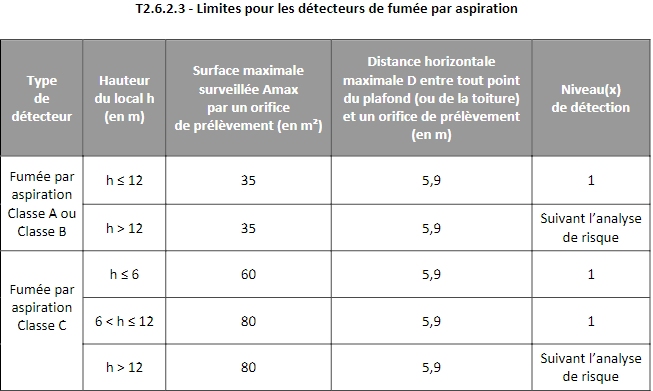 T2.6.2.3 - Limites pour les détecteurs de fumée par aspiration
Type
de
détecteur
Hauteur
du local h
(en m)
Surface maximale
surveillée Amax
par un orifice
de prélèvement (en m²)
Distance horizontale
maximale D entre tout point
du plafond (ou de la toiture)
et un orifice de prélèvement
(en m)
Niveau(x)
de détection
Fumée par
aspiration
Classe A ou
Classe B
h ≤ 12
35
5,9
1
h > 12
35
5,9
Suivant l’analyse
de risque
Fumée par
aspiration
Classe C
h ≤ 6
60
5,9
1
6 < h ≤ 12
80
5,9
1
h > 12
80
5,9
Suivant l’analyse
de risque